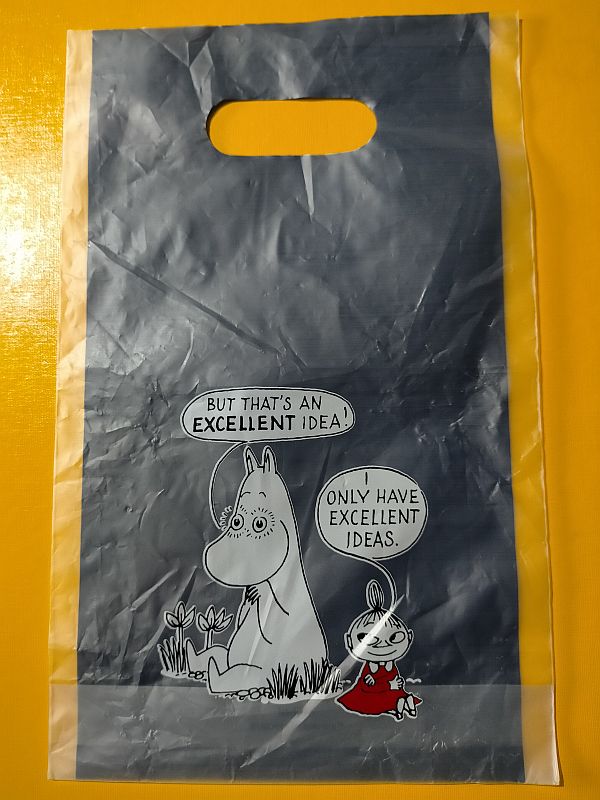 BUT THAT'S AN
EXCELLENT IDEA!
I
ONLY HAVE
EXCELLENT
IDEAS.